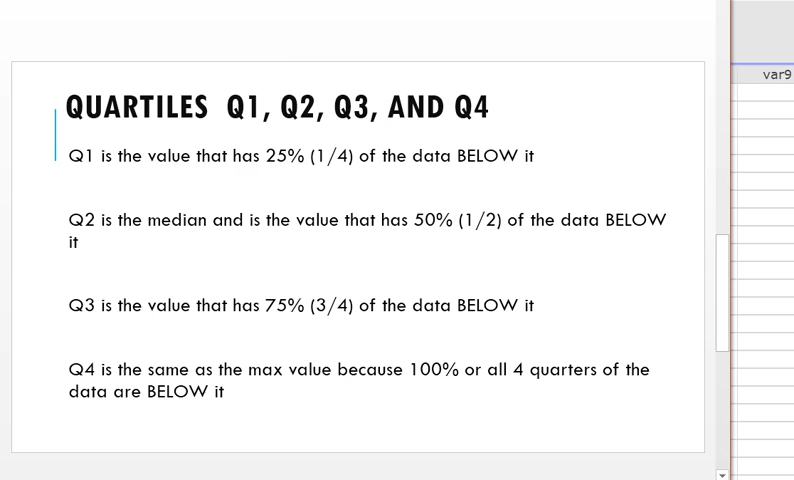 QUARTILES Q1, Q2, Q3, AND Q4
var9
Q1 is the value that has 25% (1/4) of the data BELOW it
Q2 is the median and is the value that has 50% (1/2) of the data BELOW
it
Q3 is the value that has 75% (3/4) of the data BELOW it
Q4 is the same as the max value because 100% or all 4 quarters of the
data are BELOW it